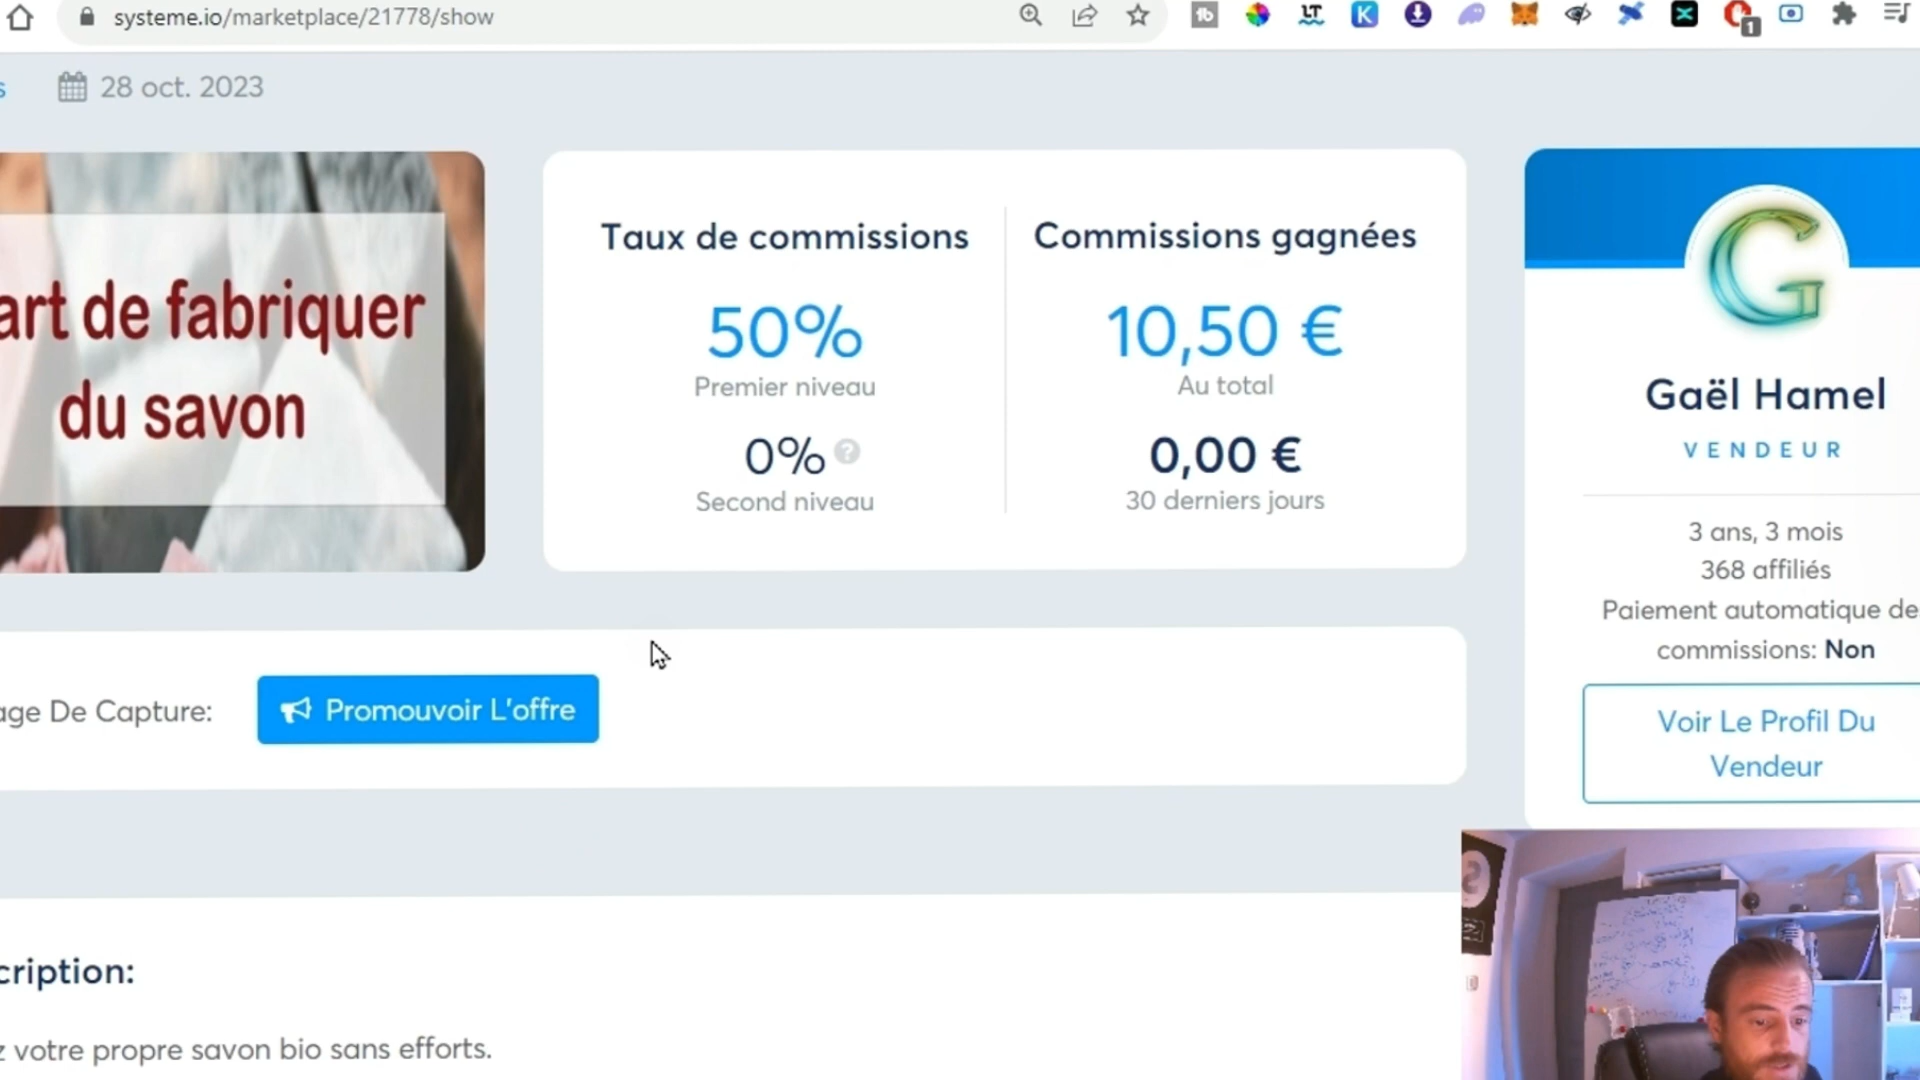 systeme.io/marketplace/21778/show
28 oct. 2023
art de fabriquer
du savon
Taux de commissions
50%
Premier niveau
0% ?
Second niveau
Commissions gagnées
10,50 €
Au total
0,00 €
30 derniers jours
G
Gaël Hamel
VENDEUR
3 ans, 3 mois
368 affiliés
Paiement automatique de
commissions: Non
Voir Le Profil Du
Vendeur
age De Capture:
Promouvoir L'offre
cription:
z votre propre savon bio sans efforts.
tb
LT
K
1